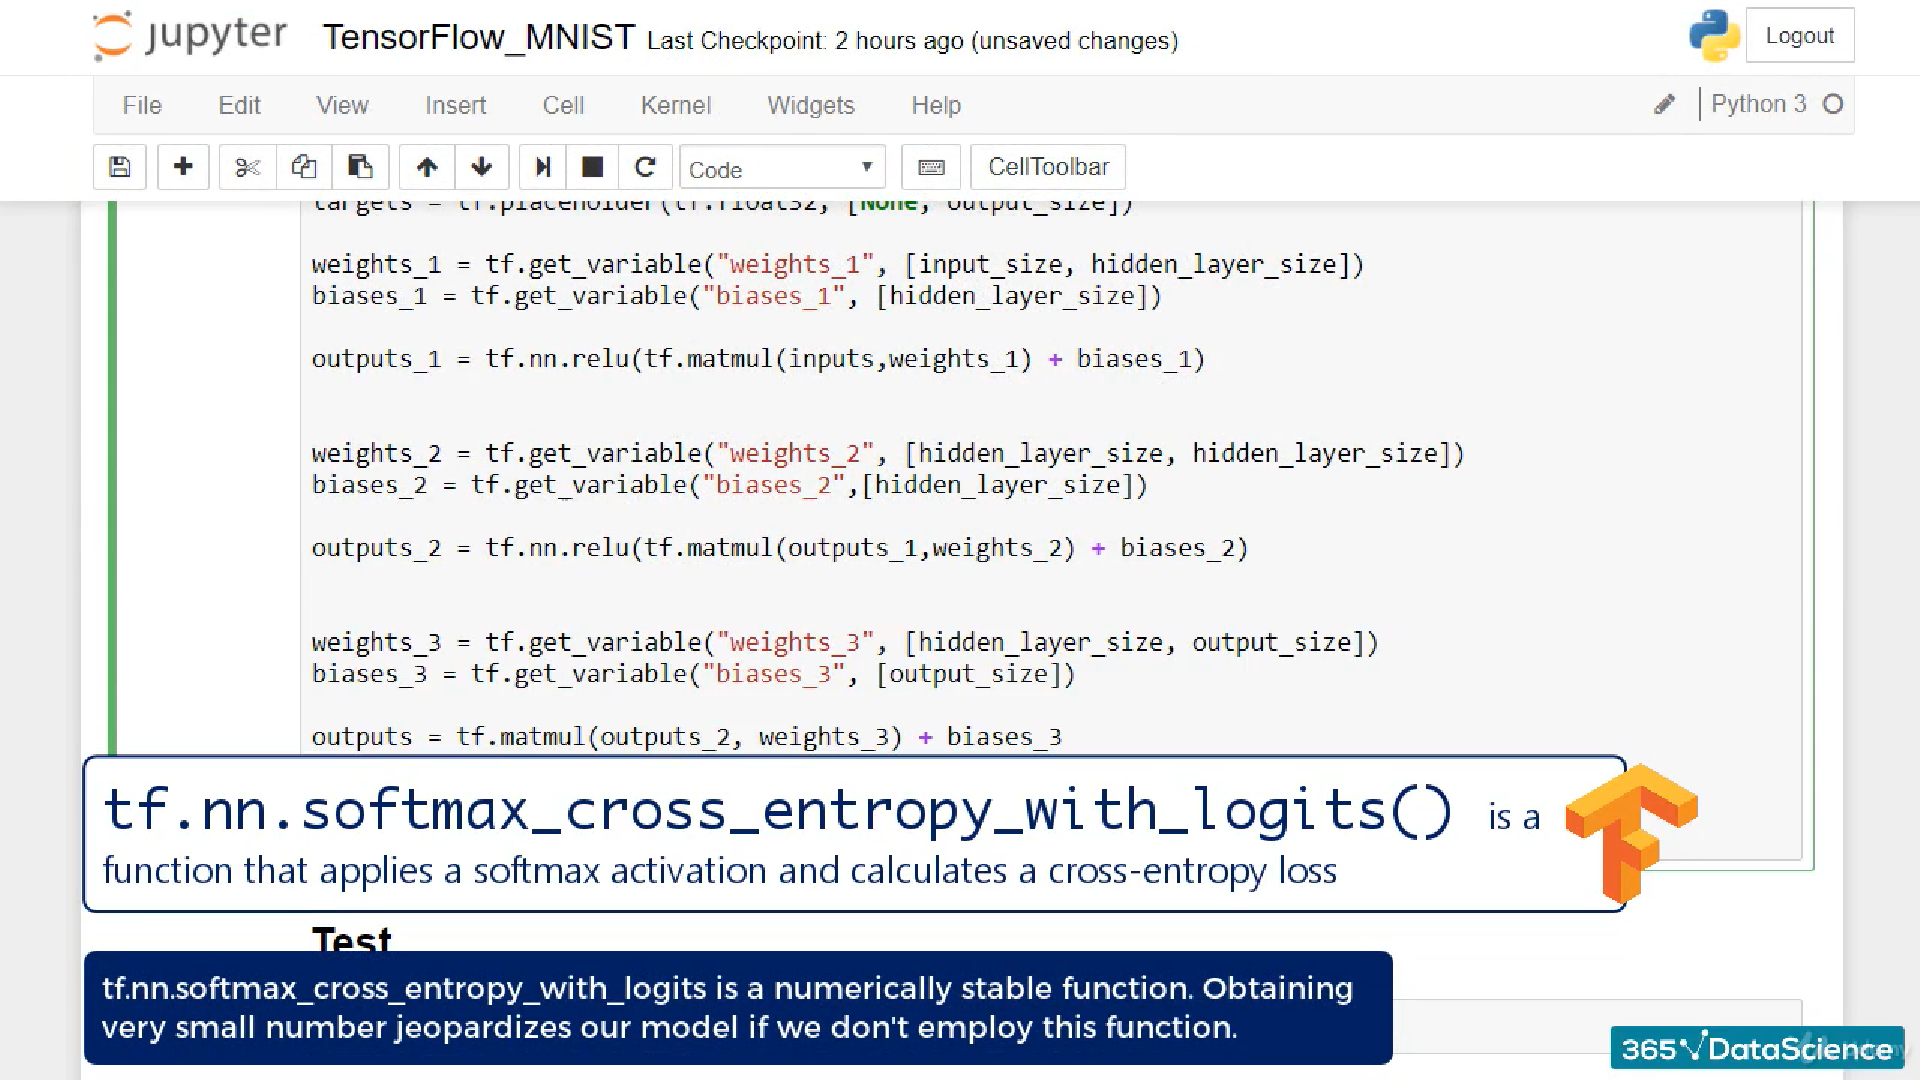 jupyter TensorFlow_MNIST Last Checkpoint: 2 hours ago (unsaved changes) Logout
File Edit View Insert Cell Kernel Widgets Help Python 3
Code CellToolbar
targets = tf.placeholder(tf.float32, [None, output_size])
weights_1 = tf.get_variable("weights_1", [input_size, hidden_layer_size])
biases_1 = tf.get_variable("biases_1", [hidden_layer_size])
outputs_1 = tf.nn.relu(tf.matmul(inputs,weights_1) + biases_1)
weights_2 = tf.get_variable("weights_2", [hidden_layer_size, hidden_layer_size])
biases_2 = tf.get_variable("biases_2",[hidden_layer_size])
outputs_2 = tf.nn.relu(tf.matmul(outputs_1,weights_2) + biases_2)
weights_3 = tf.get_variable("weights_3", [hidden_layer_size, output_size])
biases_3 = tf.get_variable("biases_3", [output_size])
outputs = tf.matmul(outputs_2, weights_3) + biases_3
tf.nn.softmax_cross_entropy_with_logits() is a
function that applies a softmax activation and calculates a cross-entropy loss
Test
tf.nn.softmax_cross_entropy_with_logits is a numerically stable function. Obtaining
very small number jeopardizes our model if we don't employ this function.
365 DataScience